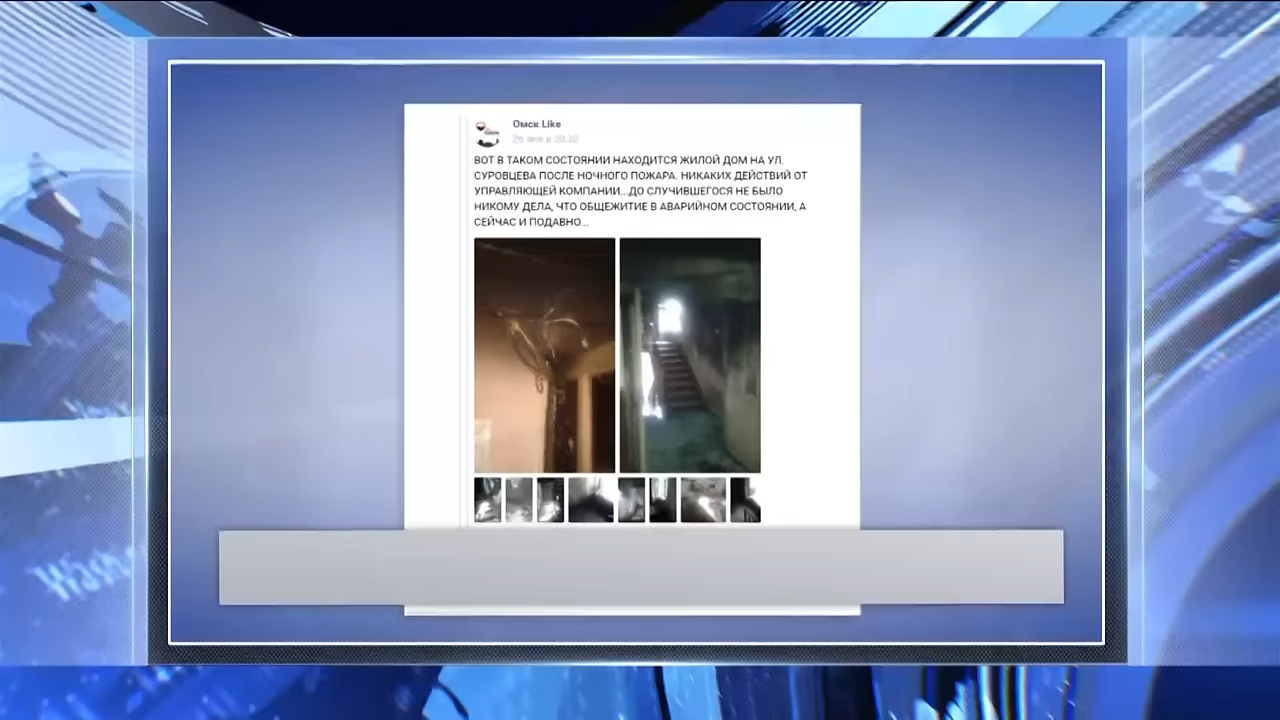 Омск Like
ВОТ В ТАКОМ СОСТОЯНИИ НАХОДИТСЯ ЖИЛОЙ ДОМ НА УЛ.
СУРОВЦЕВА ПОСЛЕ НОЧНОГО ПОЖАРА. НИКАКИХ ДЕЙСТВИЙ ОТ
УПРАВЛЯЮЩЕЙ КОМПАНИИ...ДО СЛУЧИВШЕГОСЯ НЕ БЫЛО
НИКОМУ ДЕЛА, ЧТО ОБЩЕЖИТИЕ В АВАРИЙНОМ СОСТОЯНИИ, А
СЕЙЧАС И ПОДАВНО...